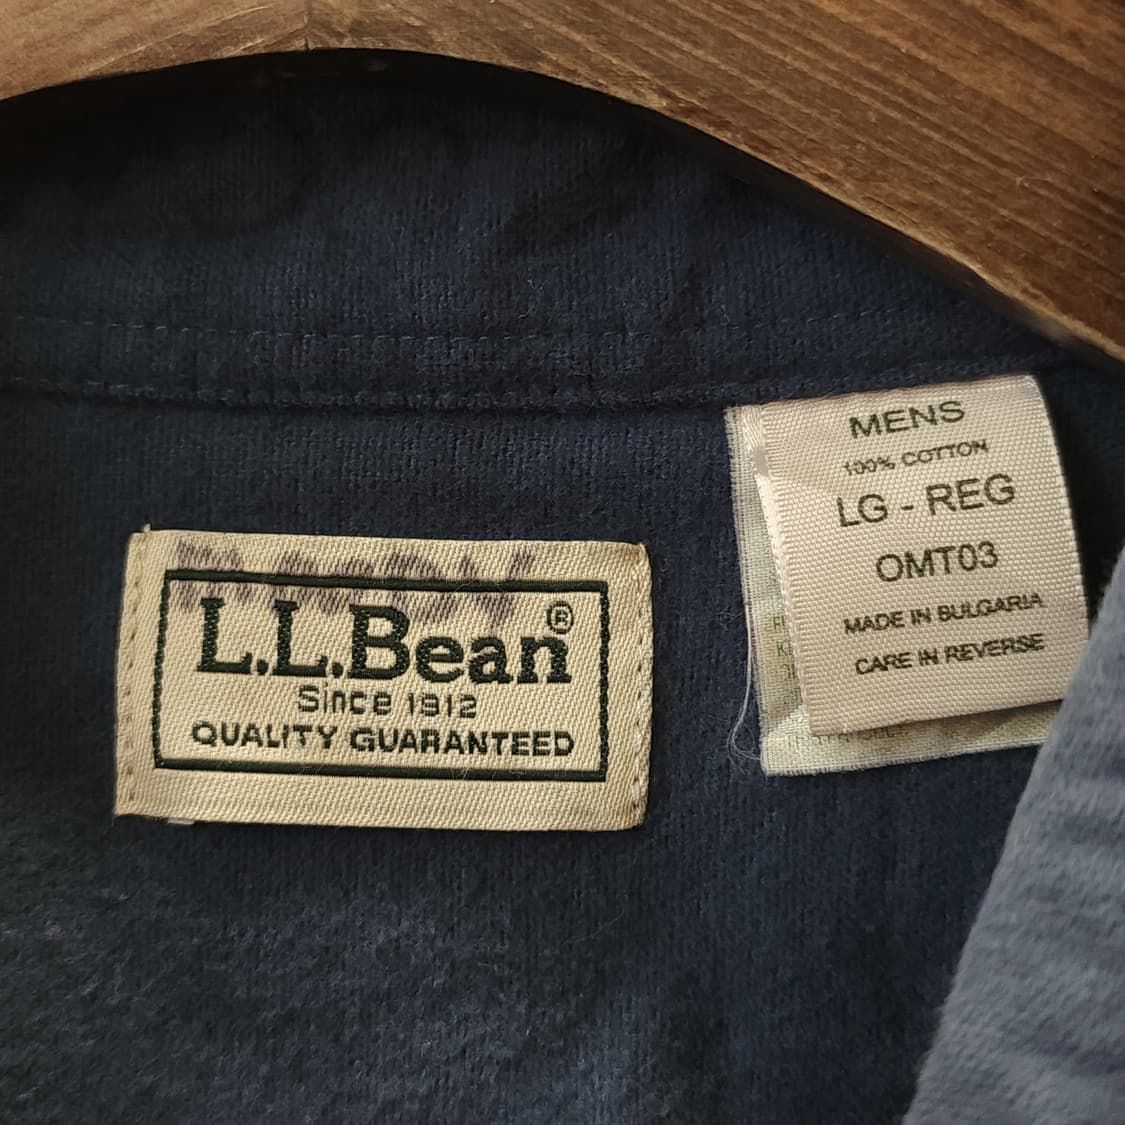 L.L.Bean®
Since 1912
QUALITY GUARANTEED
MENS
100% COTTON
LG - REG
OMT03
MADE IN BULGARIA
CARE IN REVERSE